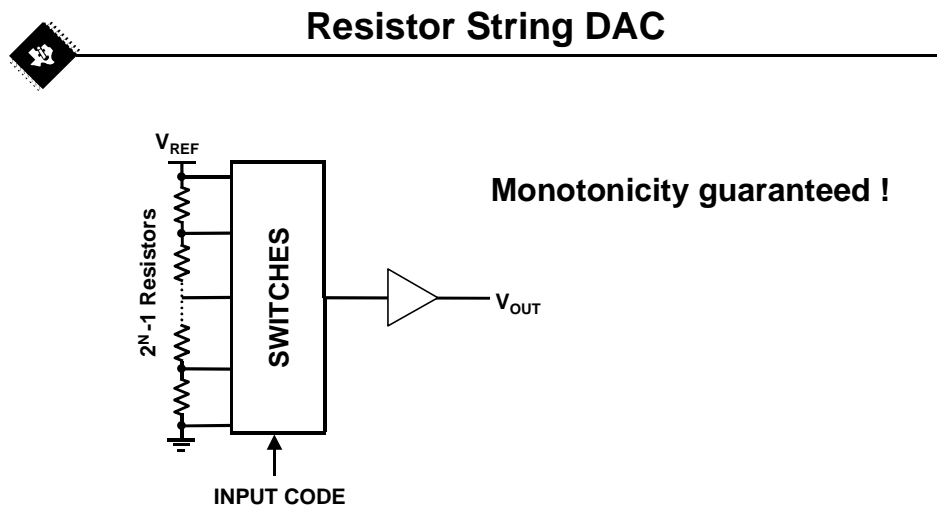 Resistor String DAC
V_REF
Monotonicity guaranteed !
2^N-1 Resistors
SWITCHES
V_OUT
INPUT CODE